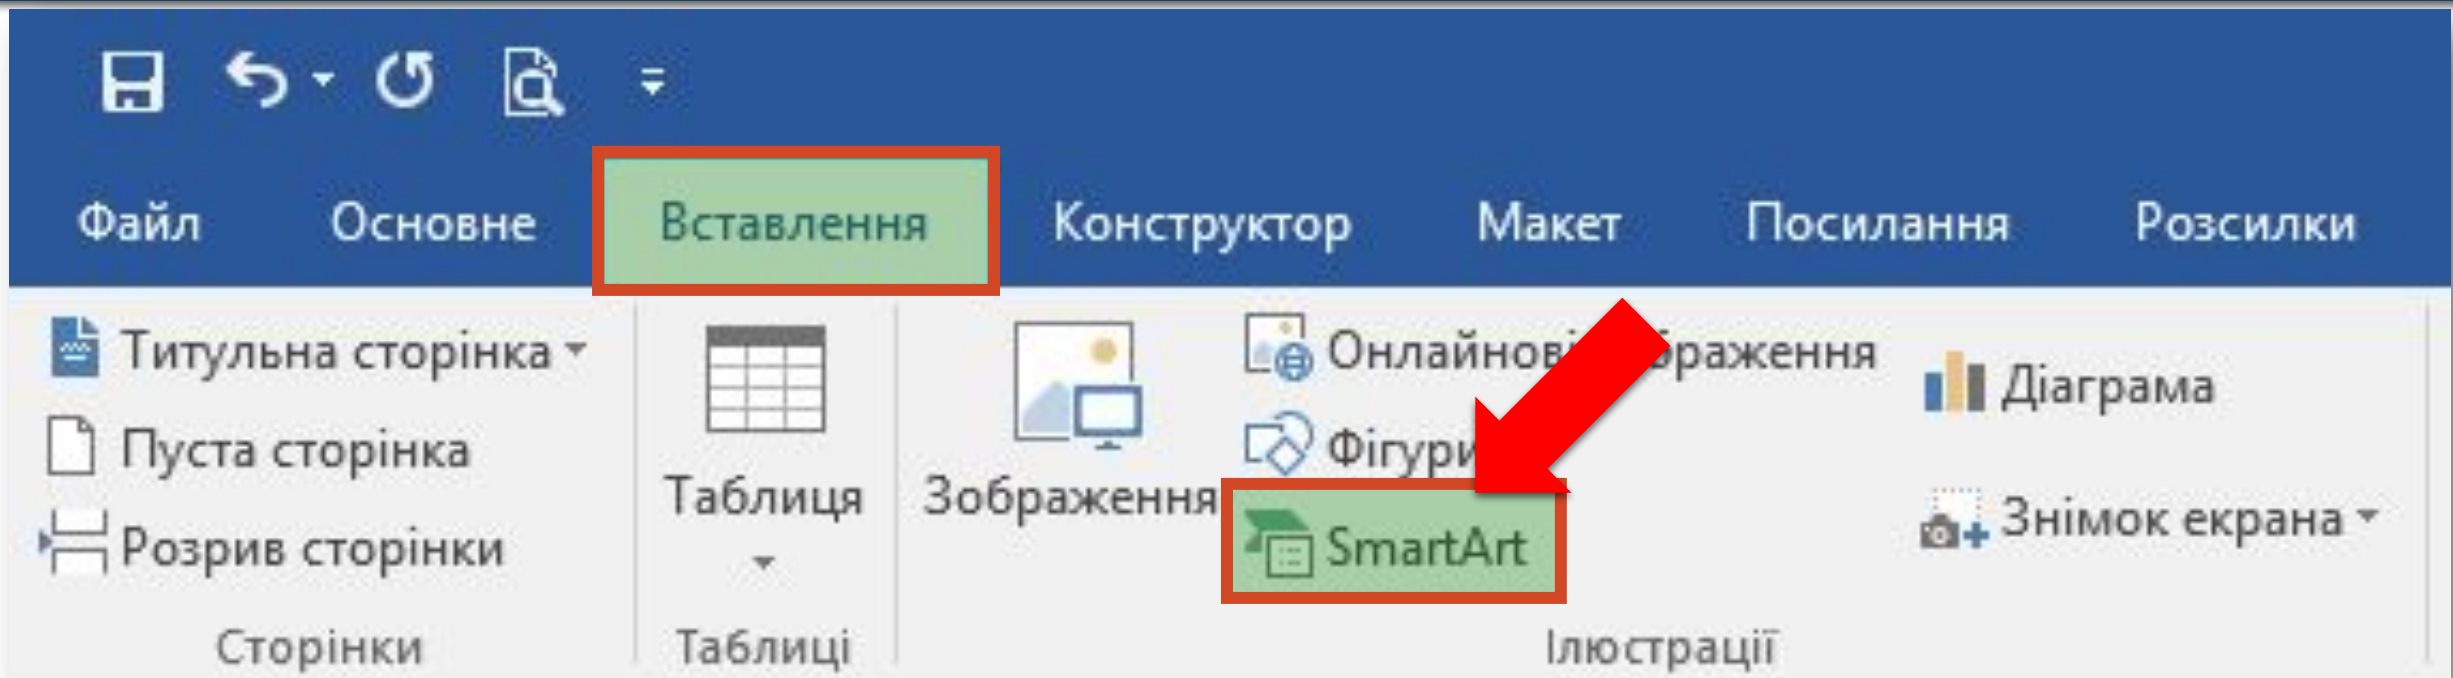 Файл Основне Вставлення Конструктор Макет Посилання Розсилки
Титульна сторінка
Пуста сторінка
Розрив сторінки
Сторінки
Таблиця
Таблиці
Зображення
Фігури
SmartArt
Діаграма
Знімок екрана
Ілюстрації